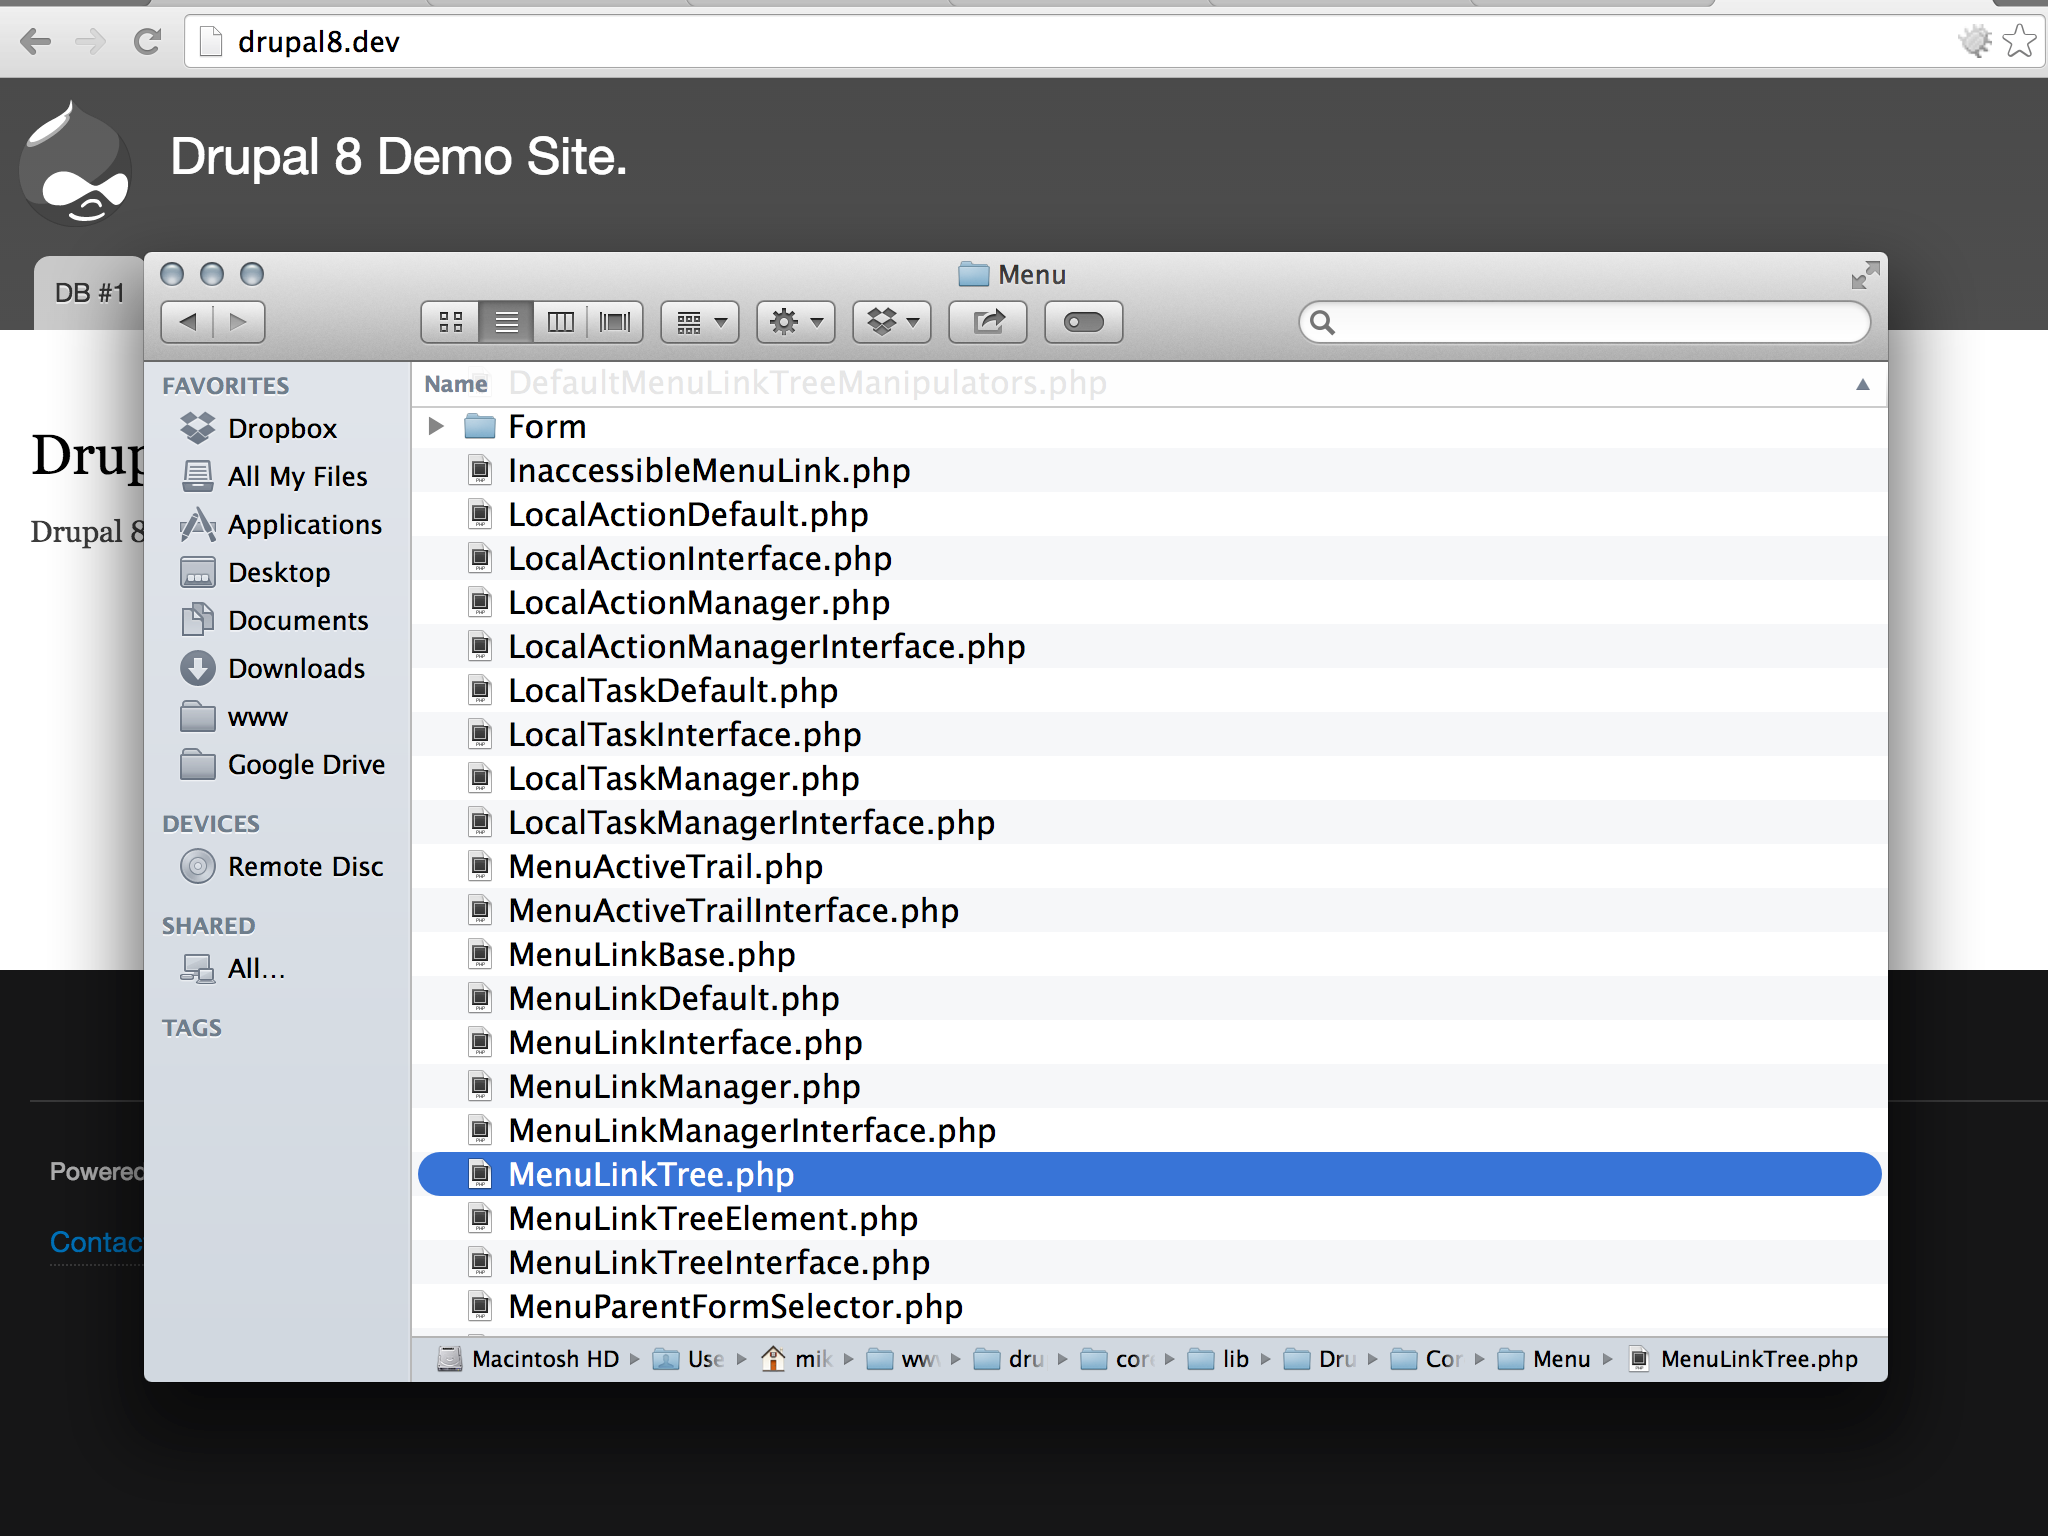 drupal8.dev
Drupal 8 Demo Site.
DB #1
Menu
FAVORITES
Dropbox
All My Files
Applications
Desktop
Documents
Downloads
www
Google Drive
DEVICES
Remote Disc
SHARED
All...
TAGS
Name
DefaultMenuLinkTreeManipulators.php
Form
InaccessibleMenuLink.php
LocalActionDefault.php
LocalActionInterface.php
LocalActionManager.php
LocalActionManagerInterface.php
LocalTaskDefault.php
LocalTaskInterface.php
LocalTaskManager.php
LocalTaskManagerInterface.php
MenuActiveTrail.php
MenuActiveTrailInterface.php
MenuLinkBase.php
MenuLinkDefault.php
MenuLinkInterface.php
MenuLinkManager.php
MenuLinkManagerInterface.php
MenuLinkTree.php
MenuLinkTreeElement.php
MenuLinkTreeInterface.php
MenuParentFormSelector.php
Macintosh HD Use mik www dru core lib Dru Cor Menu MenuLinkTree.php
Drup
Drupal 8
Powered
Contac